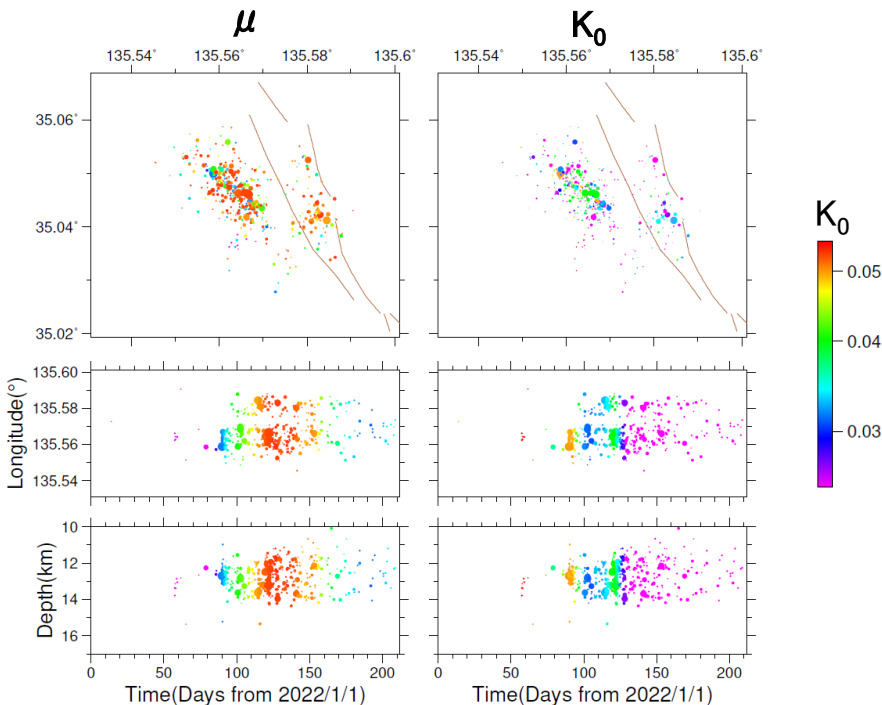 μ K₀
135.54° 135.56° 135.58° 135.6° 135.54° 135.56° 135.58° 135.6°
35.06°
35.04°
35.02°
K₀
0.05
0.04
0.03
135.60
135.58
135.56
135.54
Longitude(°)
10
12
14
16
Depth(km)
0 50 100 150 200 0 50 100 150 200
Time(Days from 2022/1/1) Time(Days from 2022/1/1)